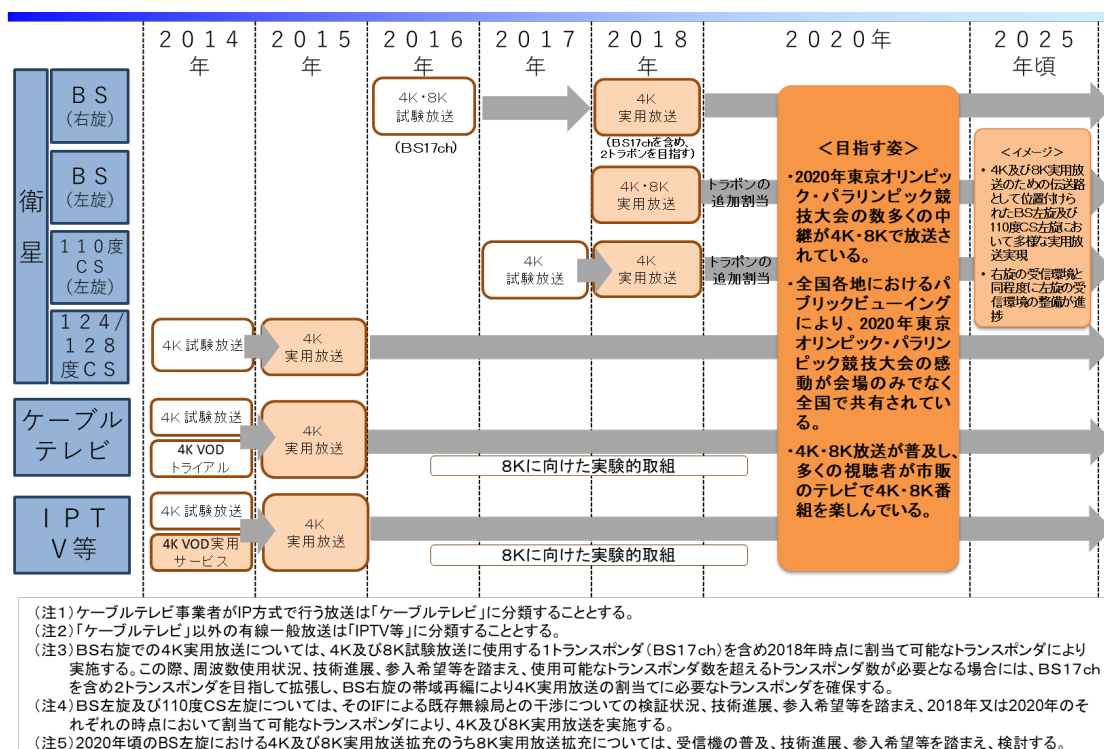 2014年
2015年
2016年
2017年
2018年
2020年
2025年頃
衛星
BS
(右旋)
4K・8K
試験放送
(BS17ch)
4K
実用放送
(BS17chを含め、
2トラポンを目指す)
BS
(左旋)
4K・8K
実用放送
トラポンの
追加割当
110度
CS
(左旋)
4K
試験放送
4K
実用放送
トラポンの
追加割当
124/
128
度CS
4K試験放送
4K
実用放送
ケーブル
テレビ
4K試験放送
4K VOD
トライアル
4K
実用放送
8Kに向けた実験的取組
IPT
V等
4K試験放送
4K VOD実用
サービス
4K
実用放送
8Kに向けた実験的取組
<目指す姿>
・2020年東京オリンピッ
ク・パラリンピック競
技大会の数多くの中
継が4K・8Kで放送さ
れている。
・全国各地におけるパ
ブリックビューイング
により、2020年東京
オリンピック・パラリン
ピック競技大会の感
動が会場のみでなく
全国で共有されてい
る。
・4K・8K放送が普及し、
多くの視聴者が市販
のテレビで4K・8K番
組を楽しんでいる。
<イメージ>
• 4K及び8K実用放
送のための伝送路
として位置付けら
れたBS左旋及び
110度CS左旋にお
いて多様な実用放
送実現
• 右旋の受信環境と
同程度に左旋の受
信環境の整備が進
捗
(注1)ケーブルテレビ事業者がIP方式で行う放送は「ケーブルテレビ」に分類することとする。
(注2)「ケーブルテレビ」以外の有線一般放送は「IPTV等」に分類することとする。
(注3)BS右旋での4K実用放送については、4K及び8K試験放送に使用する1トランスポンダ(BS17ch)を含め2018年時点に割当て可能なトランスポンダにより
実施する。この際、周波数使用状況、技術進展、参入希望等を踏まえ、使用可能なトランスポンダ数を超えるトランスポンダ数が必要となる場合には、BS17ch
を含め2トランスポンダを目指して拡張し、BS右旋の帯域再編により4K実用放送の割当てに必要なトランスポンダを確保する。
(注4)BS左旋及び110度CS左旋については、そのIFによる既存無線局との干渉についての検証状況、技術進展、参入希望等を踏まえ、2018年又は2020年のそ
れぞれの時点において割当て可能なトランスポンダにより、4K及び8K実用放送を実施する。
(注5)2020年頃のBS左旋における4K及び8K実用放送拡充のうち8K実用放送拡充については、受信機の普及、技術進展、参入希望等を踏まえ、検討する。